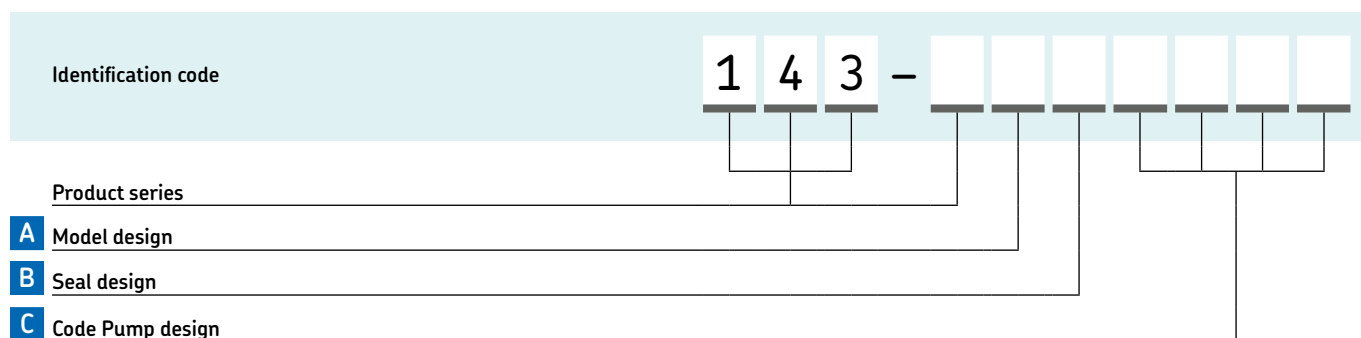 Identification code 1 4 3 –
Product series
A Model design
B Seal design
C Code Pump design